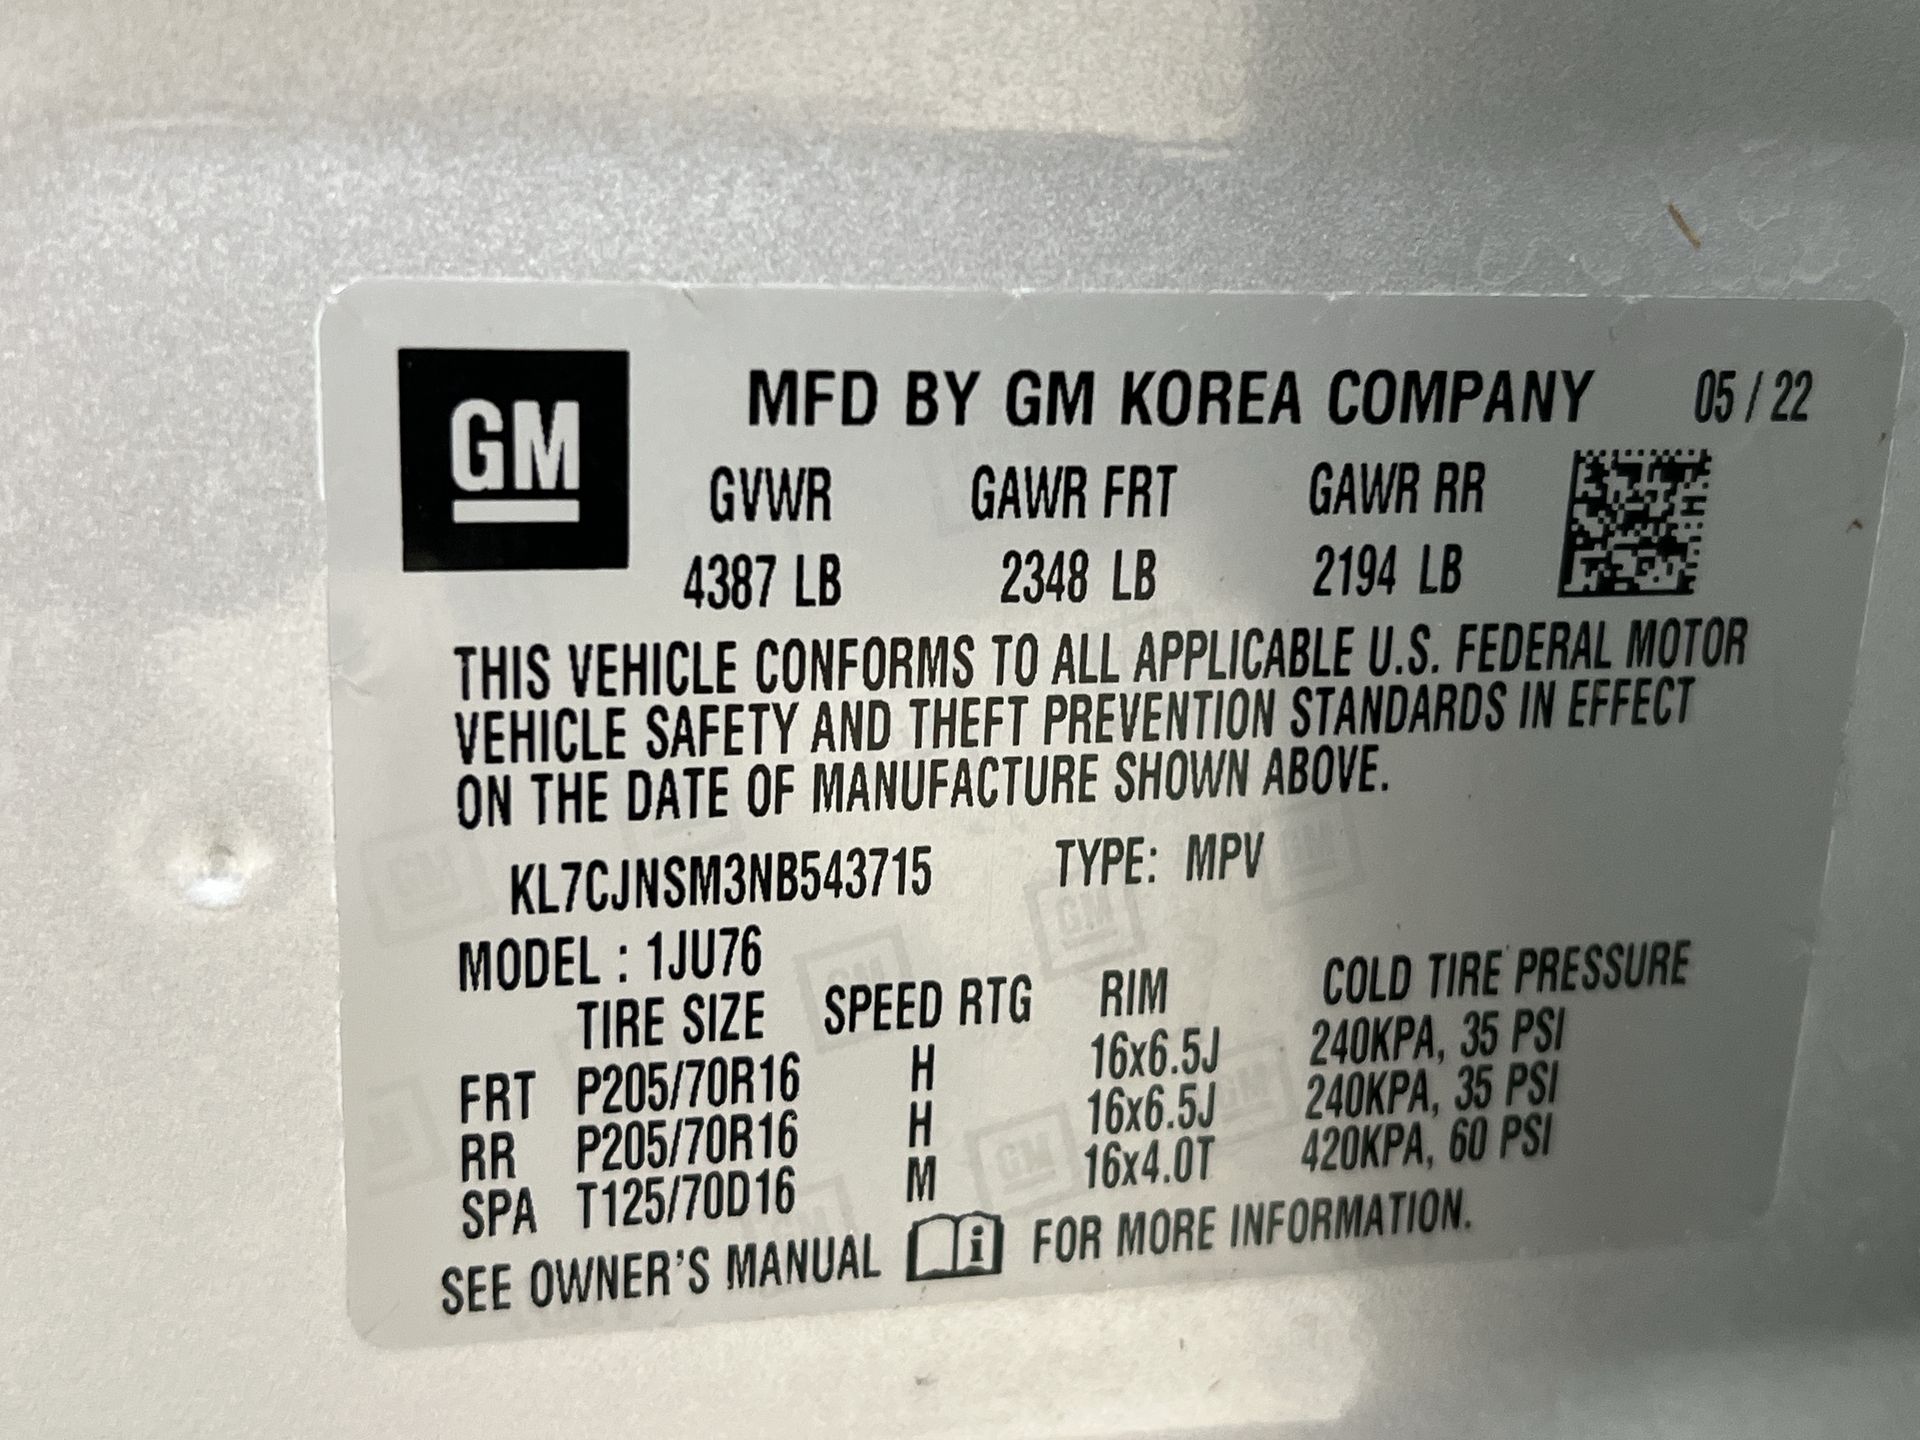 GM
MFD BY GM KOREA COMPANY 05 / 22
GVWR GAWR FRT GAWR RR
4387 LB 2348 LB 2194 LB
THIS VEHICLE CONFORMS TO ALL APPLICABLE U.S. FEDERAL MOTOR
VEHICLE SAFETY AND THEFT PREVENTION STANDARDS IN EFFECT
ON THE DATE OF MANUFACTURE SHOWN ABOVE.
KL7CJNSM3NB543715 TYPE: MPV
MODEL : 1JU76
TIRE SIZE SPEED RTG RIM COLD TIRE PRESSURE
FRT P205/70R16 H 16x6.5J 240KPA, 35 PSI
RR P205/70R16 H 16x6.5J 240KPA, 35 PSI
SPA T125/70D16 M 16x4.0T 420KPA, 60 PSI
SEE OWNER'S MANUAL i FOR MORE INFORMATION.